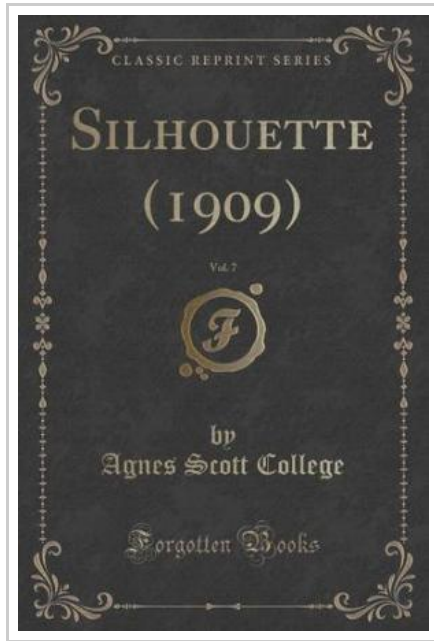 CLASSIC REPRINT SERIES
SILHOUETTE
(1909)
Vol. 7
F
by
Agnes Scott College
Forgotten Books